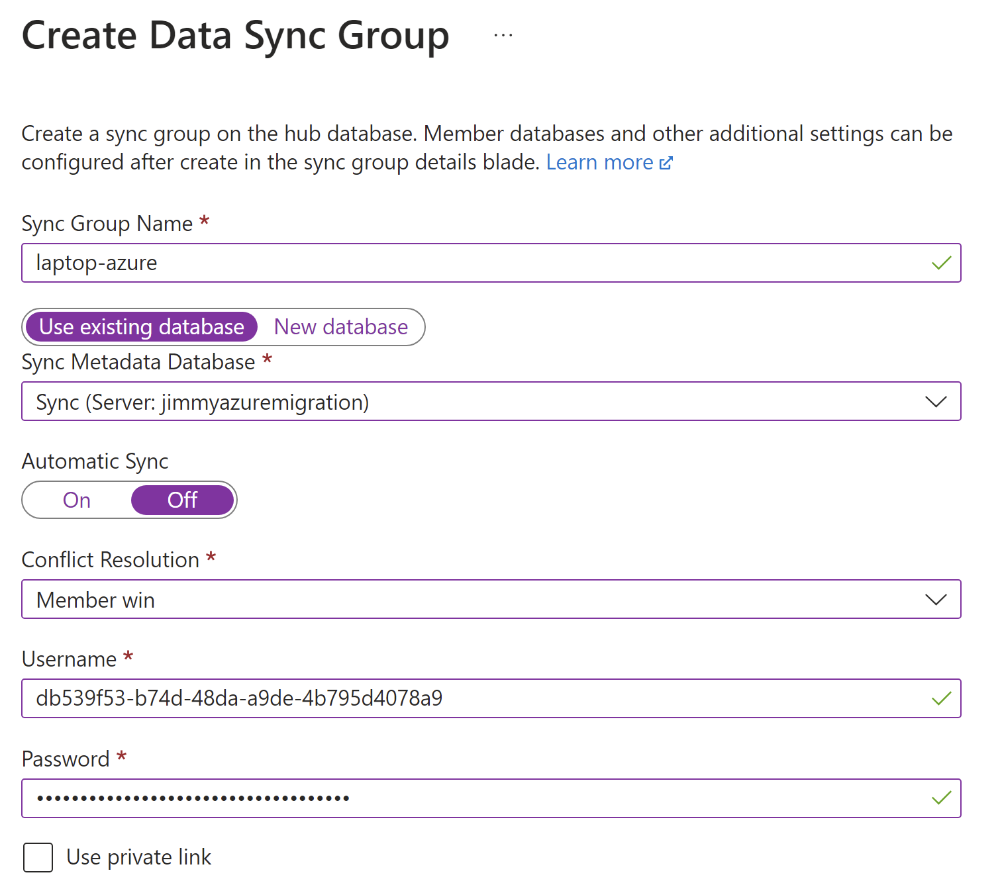 Create Data Sync Group ...
Create a sync group on the hub database. Member databases and other additional settings can be
configured after create in the sync group details blade. Learn more
Sync Group Name *
laptop-azure
Use existing database New database
Sync Metadata Database *
Sync (Server: jimmyazuremigration)
Automatic Sync
On Off
Conflict Resolution *
Member win
Username *
db539f53-b74d-48da-a9de-4b795d4078a9
Password *
••••••••••••••••••••••••••••••••••••
Use private link